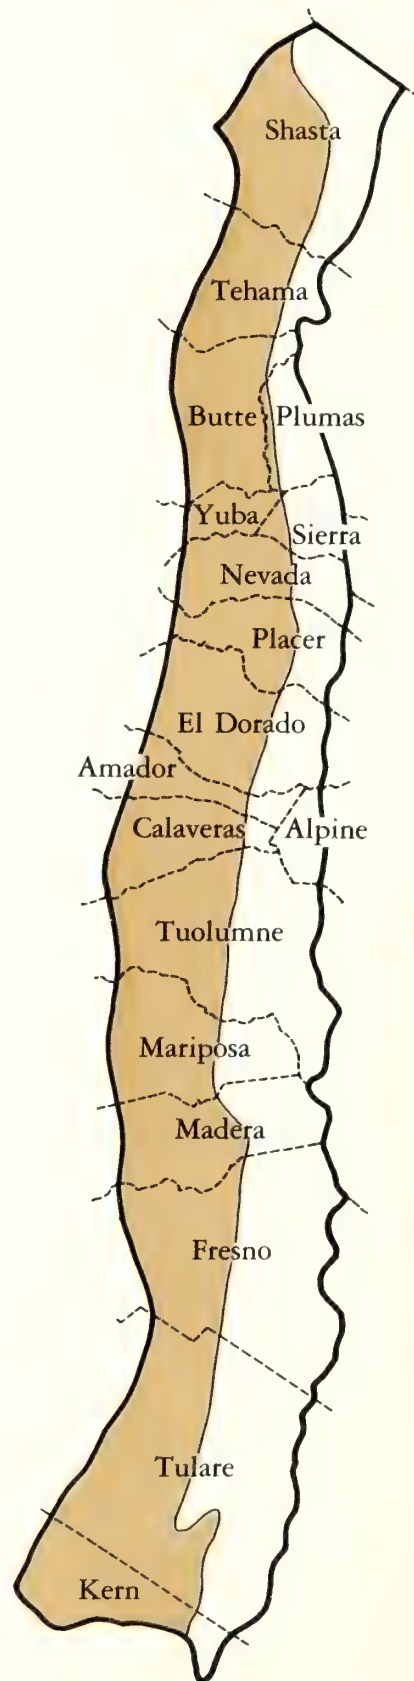 Shasta
Tehama
Butte
Plumas
Yuba
Sierra
Nevada
Placer
El Dorado
Amador
Calaveras
Alpine
Tuolumne
Mariposa
Madera
Fresno
Tulare
Kern